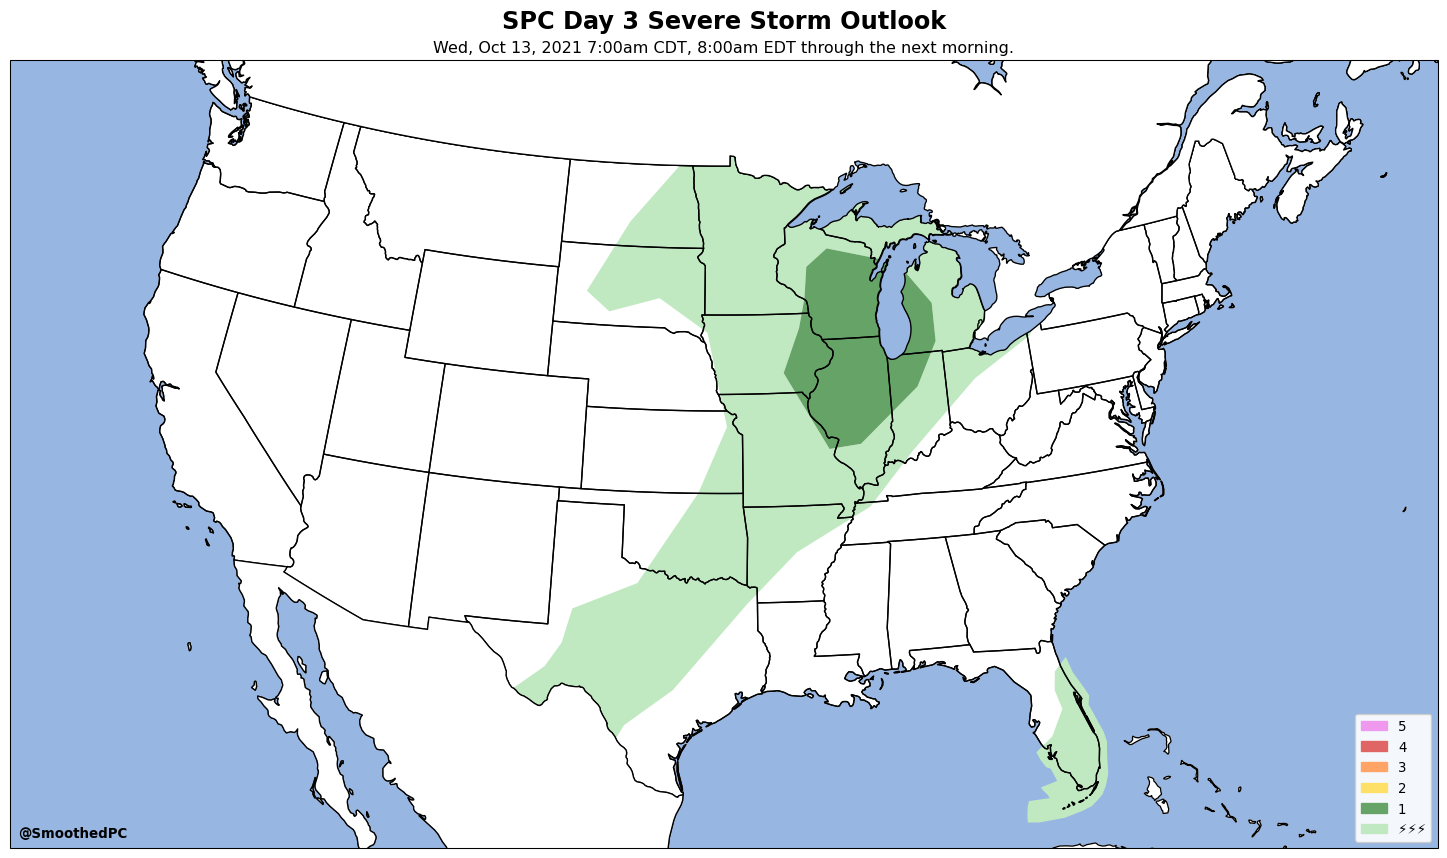 SPC Day 3 Severe Storm Outlook
Wed, Oct 13, 2021 7:00am CDT, 8:00am EDT through the next morning.
5
4
3
2
1
⚡⚡⚡
@SmoothedPC